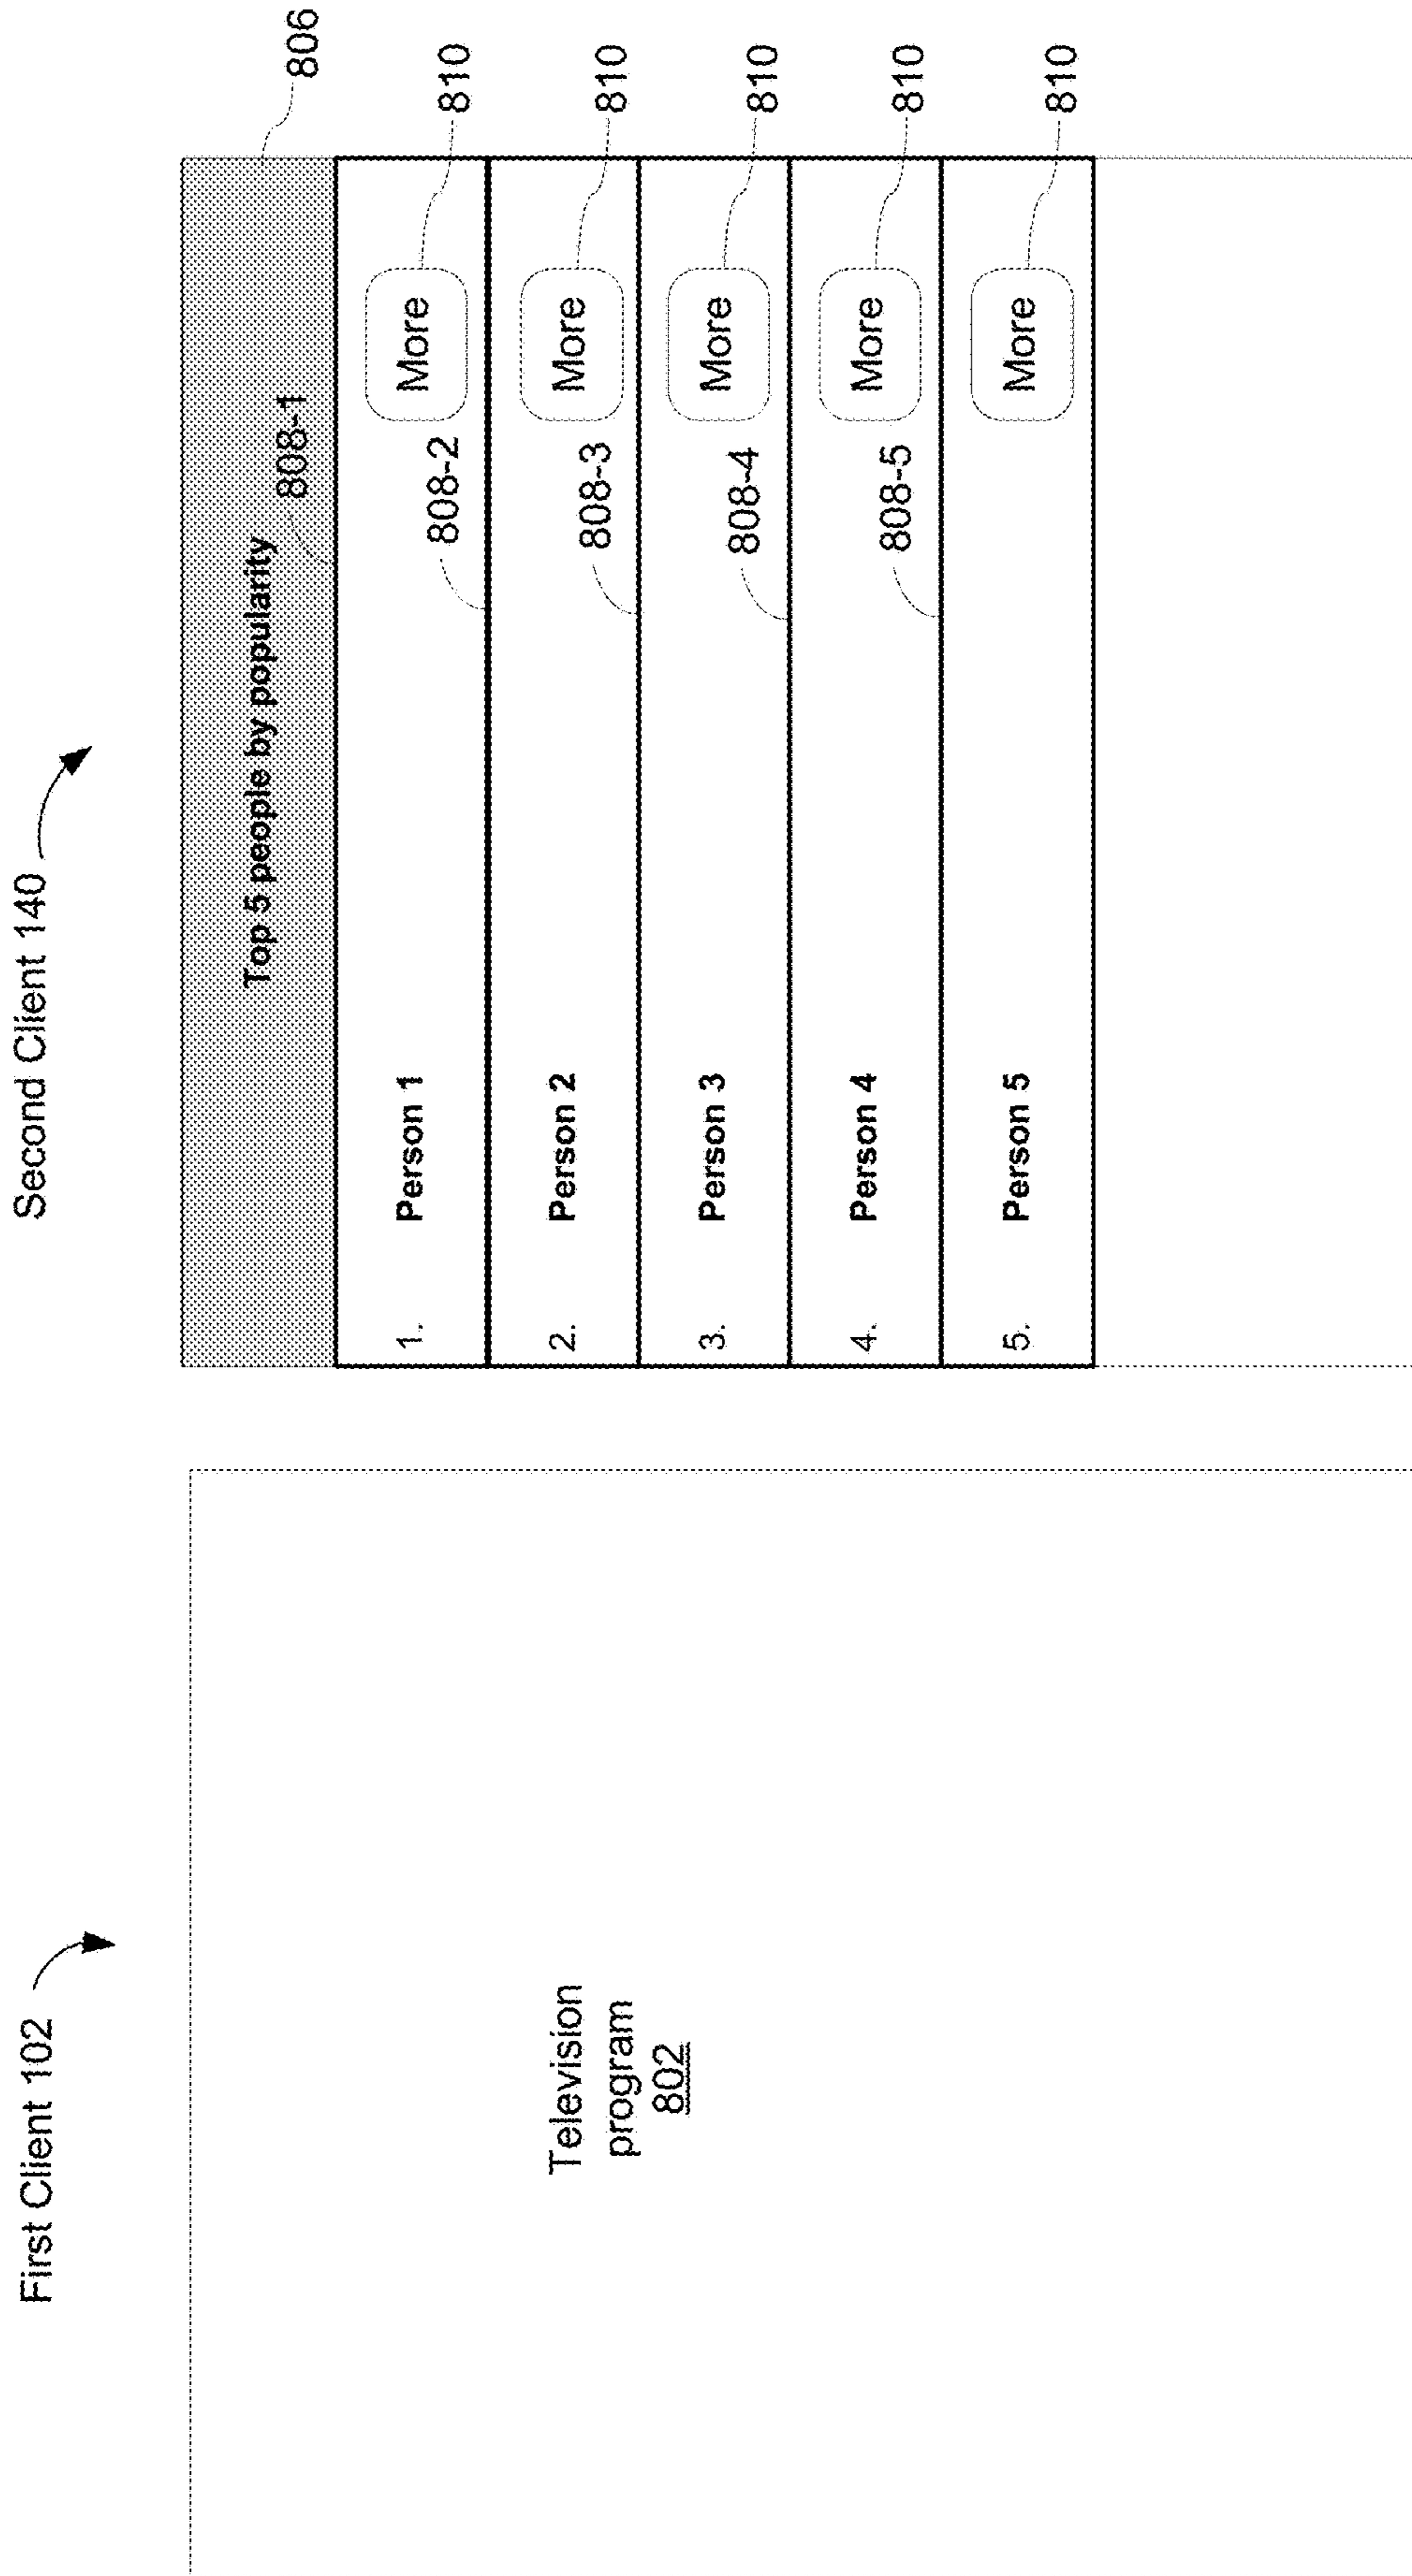 First Client 102
Television
program
802
Second Client 140
806
Top 5 people by popularity
808-1
1. Person 1 More 810
808-2
2. Person 2 More 810
808-3
3. Person 3 More 810
808-4
4. Person 4 More 810
808-5
5. Person 5 More 810